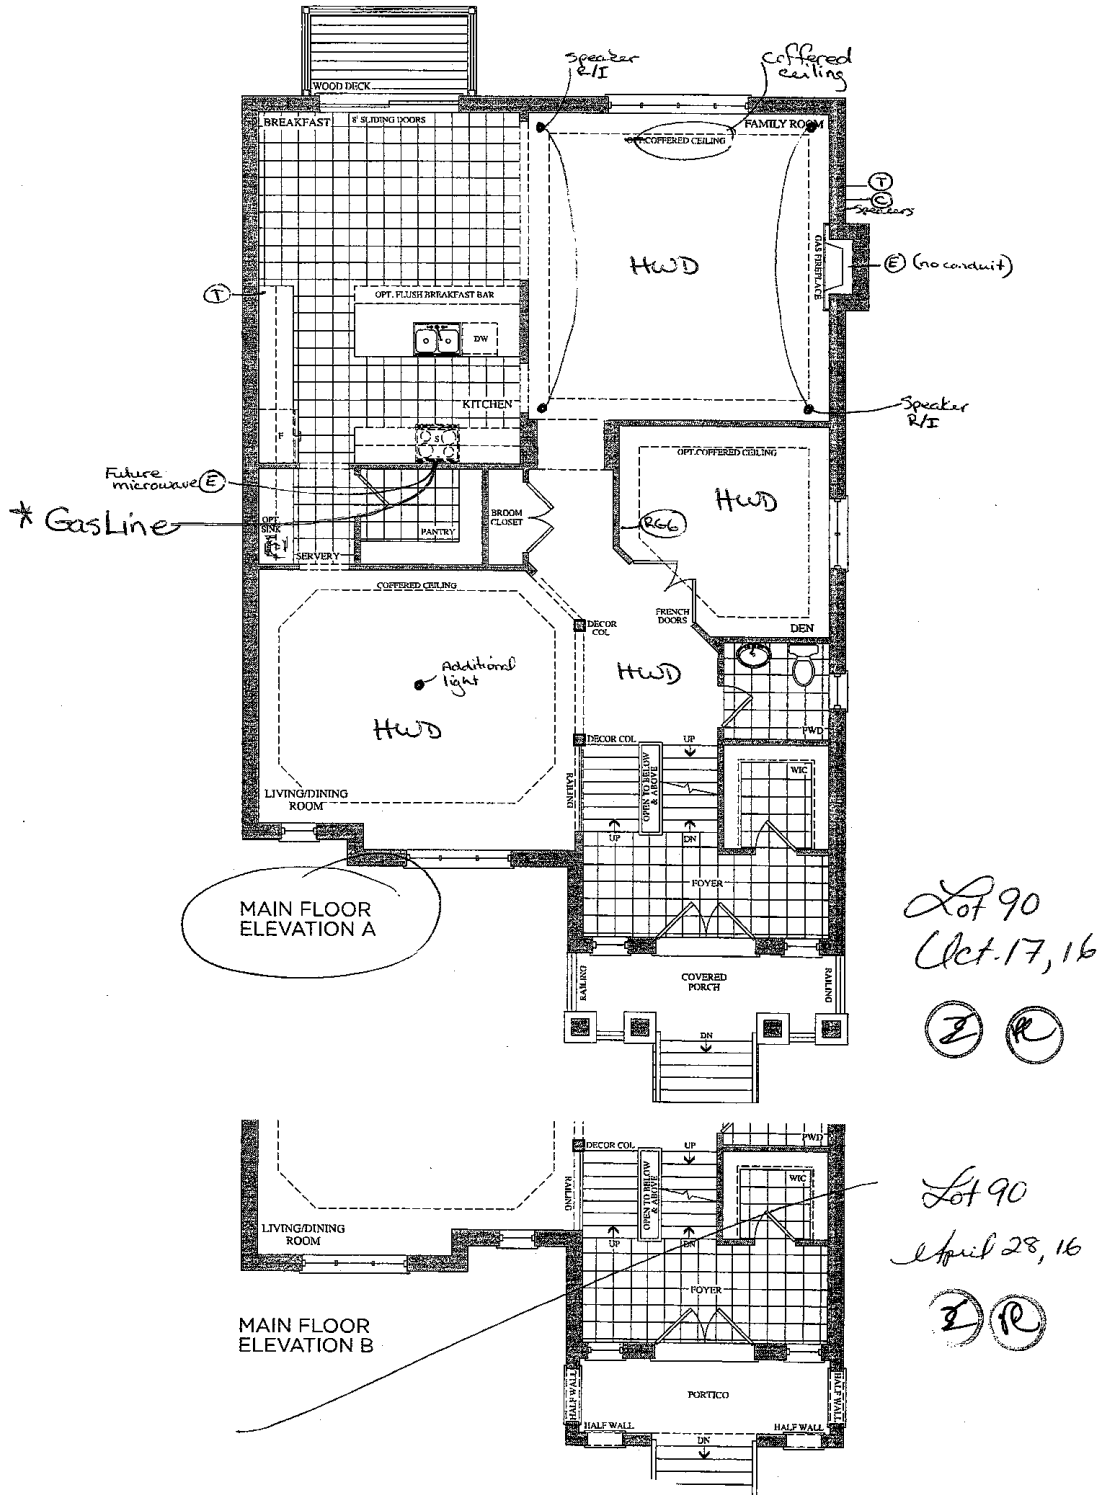 speaker
R/I
coffered
ceiling
WOOD DECK
BREAKFAST
8' SLIDING DOORS
FAMILY ROOM
OPT.COFFERED CEILING
T
C
speakers
GAS FIREPLACE
E (no conduit)
HWD
T
OPT. FLUSH BREAKFAST BAR
DW
KITCHEN
Speaker
R/I
F
S
OPT.COFFERED CEILING
HWD
Future
microwave E
* Gas Line
OPT
SINK
SERVERY
PANTRY
BROOM
CLOSET
RG6
COFFERED CEILING
FRENCH
DOORS
DEN
DECOR
COL
Additional
light
HWD
HWD
PWD
DECOR COL
UP
LIVING/DINING
ROOM
RAILING
OPEN TO BELOW
& ABOVE
WIC
UP
DN
FOYER
MAIN FLOOR
ELEVATION A
Lot 90
Oct. 17, 16
RAILING
COVERED
PORCH
RAILING
DN
PWD
DECOR COL
UP
RAILING
OPEN TO BELOW
& ABOVE
WIC
LIVING/DINING
ROOM
UP
DN
FOYER
Lot 90
April 28, 16
MAIN FLOOR
ELEVATION B
HALF WALL
PORTICO
HALF WALL
HALF WALL
DN
HALF WALL